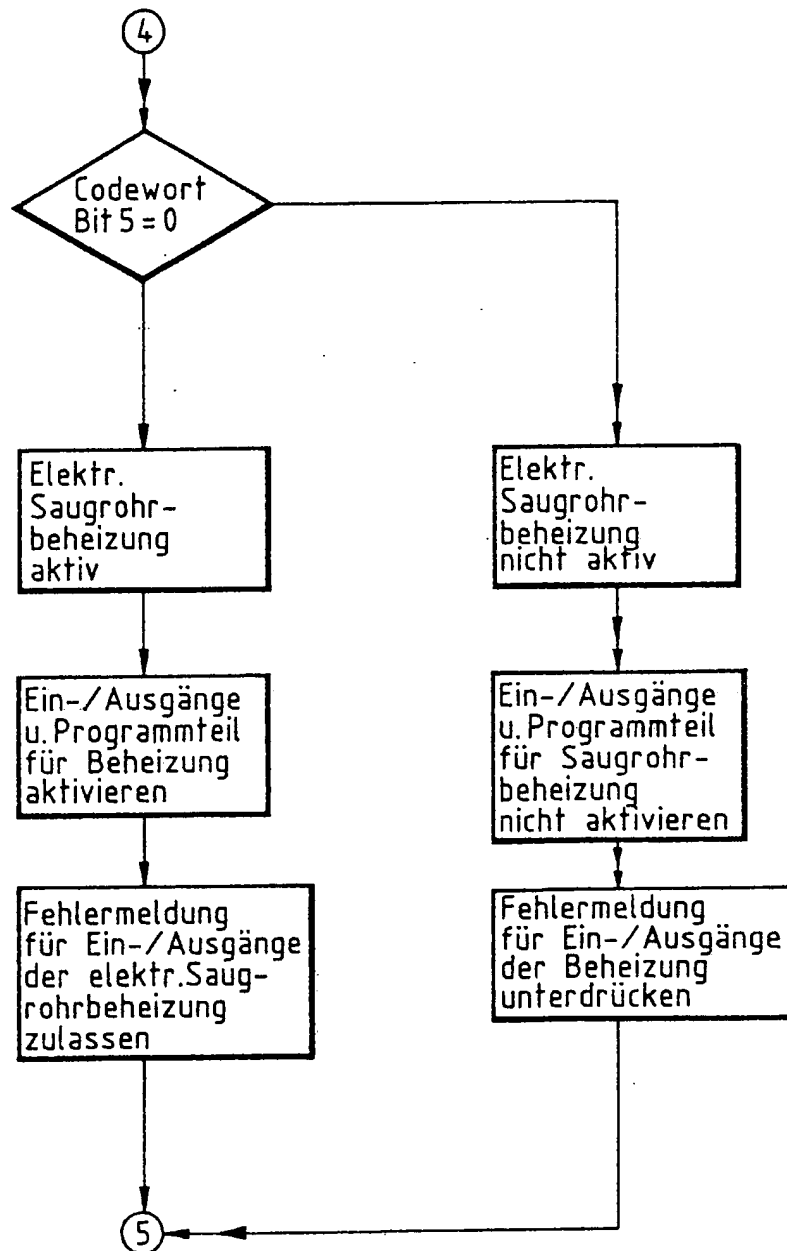 4
Codewort
Bit 5 = 0
Elektr.
Saugrohr-
beheizung
aktiv
Elektr.
Saugrohr-
beheizung
nicht aktiv
Ein-/Ausgänge
u. Programmteil
für Beheizung
aktivieren
Ein-/Ausgänge
u. Programmteil
für Saugrohr-
beheizung
nicht aktivieren
Fehlermeldung
für Ein-/Ausgänge
der elektr. Saug-
rohrbeheizung
zulassen
Fehlermeldung
für Ein-/Ausgänge
der Beheizung
unterdrücken
5